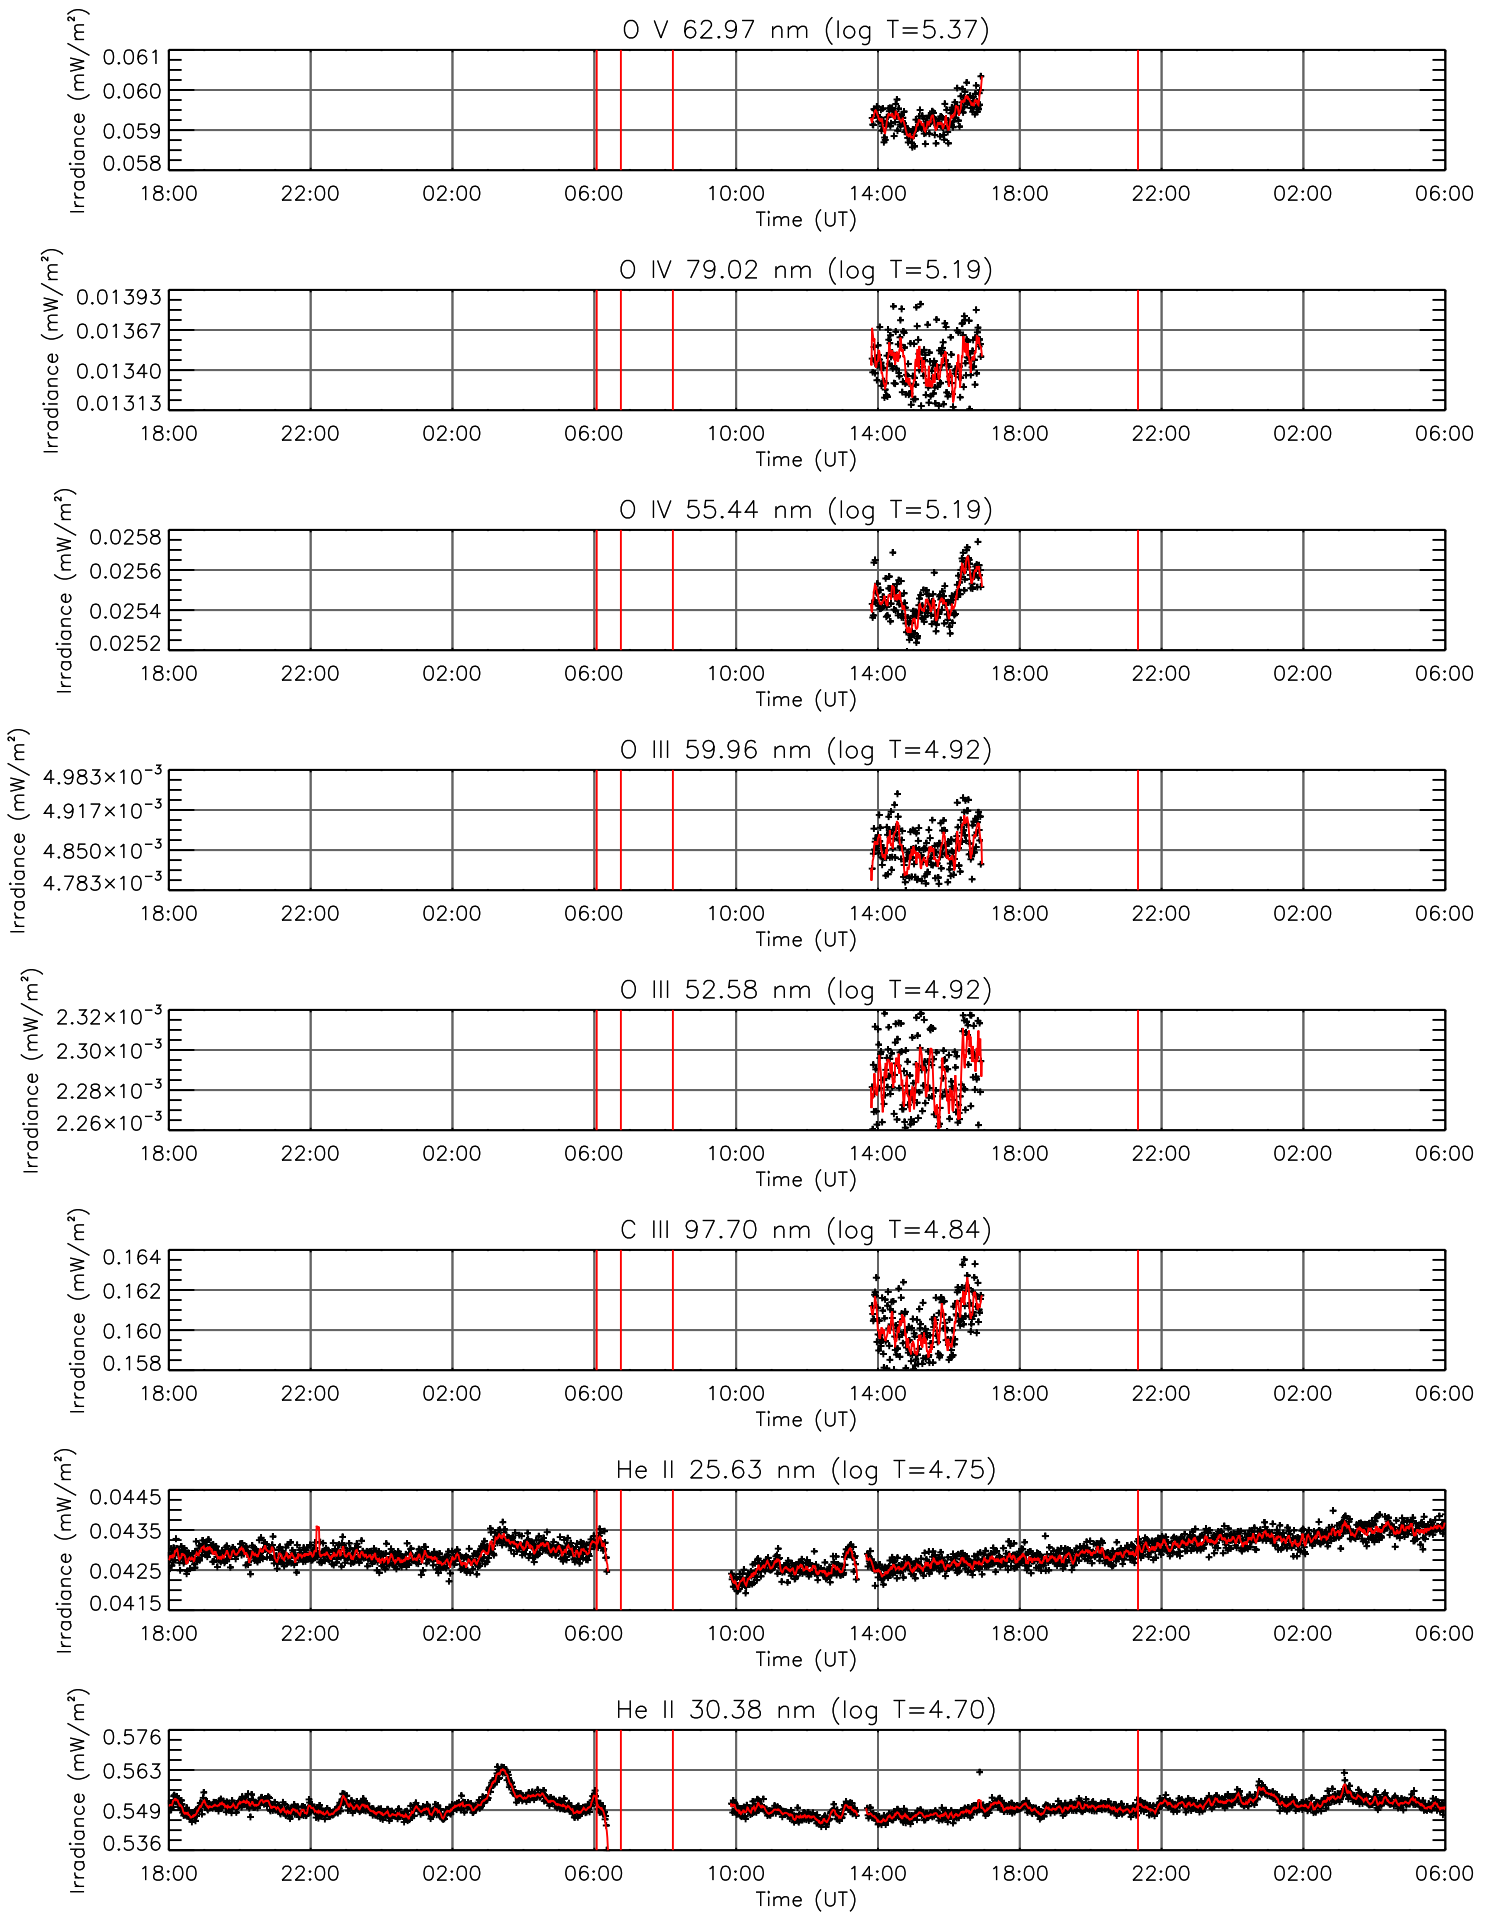 O V 62.97 nm (log T=5.37)
Irradiance (mW/m²)
0.061
0.060
0.059
0.058
18:00 22:00 02:00 06:00 10:00 14:00 18:00 22:00 02:00 06:00
Time (UT)
O IV 79.02 nm (log T=5.19)
Irradiance (mW/m²)
0.01393
0.01367
0.01340
0.01313
18:00 22:00 02:00 06:00 10:00 14:00 18:00 22:00 02:00 06:00
Time (UT)
O IV 55.44 nm (log T=5.19)
Irradiance (mW/m²)
0.0258
0.0256
0.0254
0.0252
18:00 22:00 02:00 06:00 10:00 14:00 18:00 22:00 02:00 06:00
Time (UT)
O III 59.96 nm (log T=4.92)
Irradiance (mW/m²)
4.983×10⁻³
4.917×10⁻³
4.850×10⁻³
4.783×10⁻³
18:00 22:00 02:00 06:00 10:00 14:00 18:00 22:00 02:00 06:00
Time (UT)
O III 52.58 nm (log T=4.92)
Irradiance (mW/m²)
2.32×10⁻³
2.30×10⁻³
2.28×10⁻³
2.26×10⁻³
18:00 22:00 02:00 06:00 10:00 14:00 18:00 22:00 02:00 06:00
Time (UT)
C III 97.70 nm (log T=4.84)
Irradiance (mW/m²)
0.164
0.162
0.160
0.158
18:00 22:00 02:00 06:00 10:00 14:00 18:00 22:00 02:00 06:00
Time (UT)
He II 25.63 nm (log T=4.75)
Irradiance (mW/m²)
0.0445
0.0435
0.0425
0.0415
18:00 22:00 02:00 06:00 10:00 14:00 18:00 22:00 02:00 06:00
Time (UT)
He II 30.38 nm (log T=4.70)
Irradiance (mW/m²)
0.576
0.563
0.549
0.536
18:00 22:00 02:00 06:00 10:00 14:00 18:00 22:00 02:00 06:00
Time (UT)